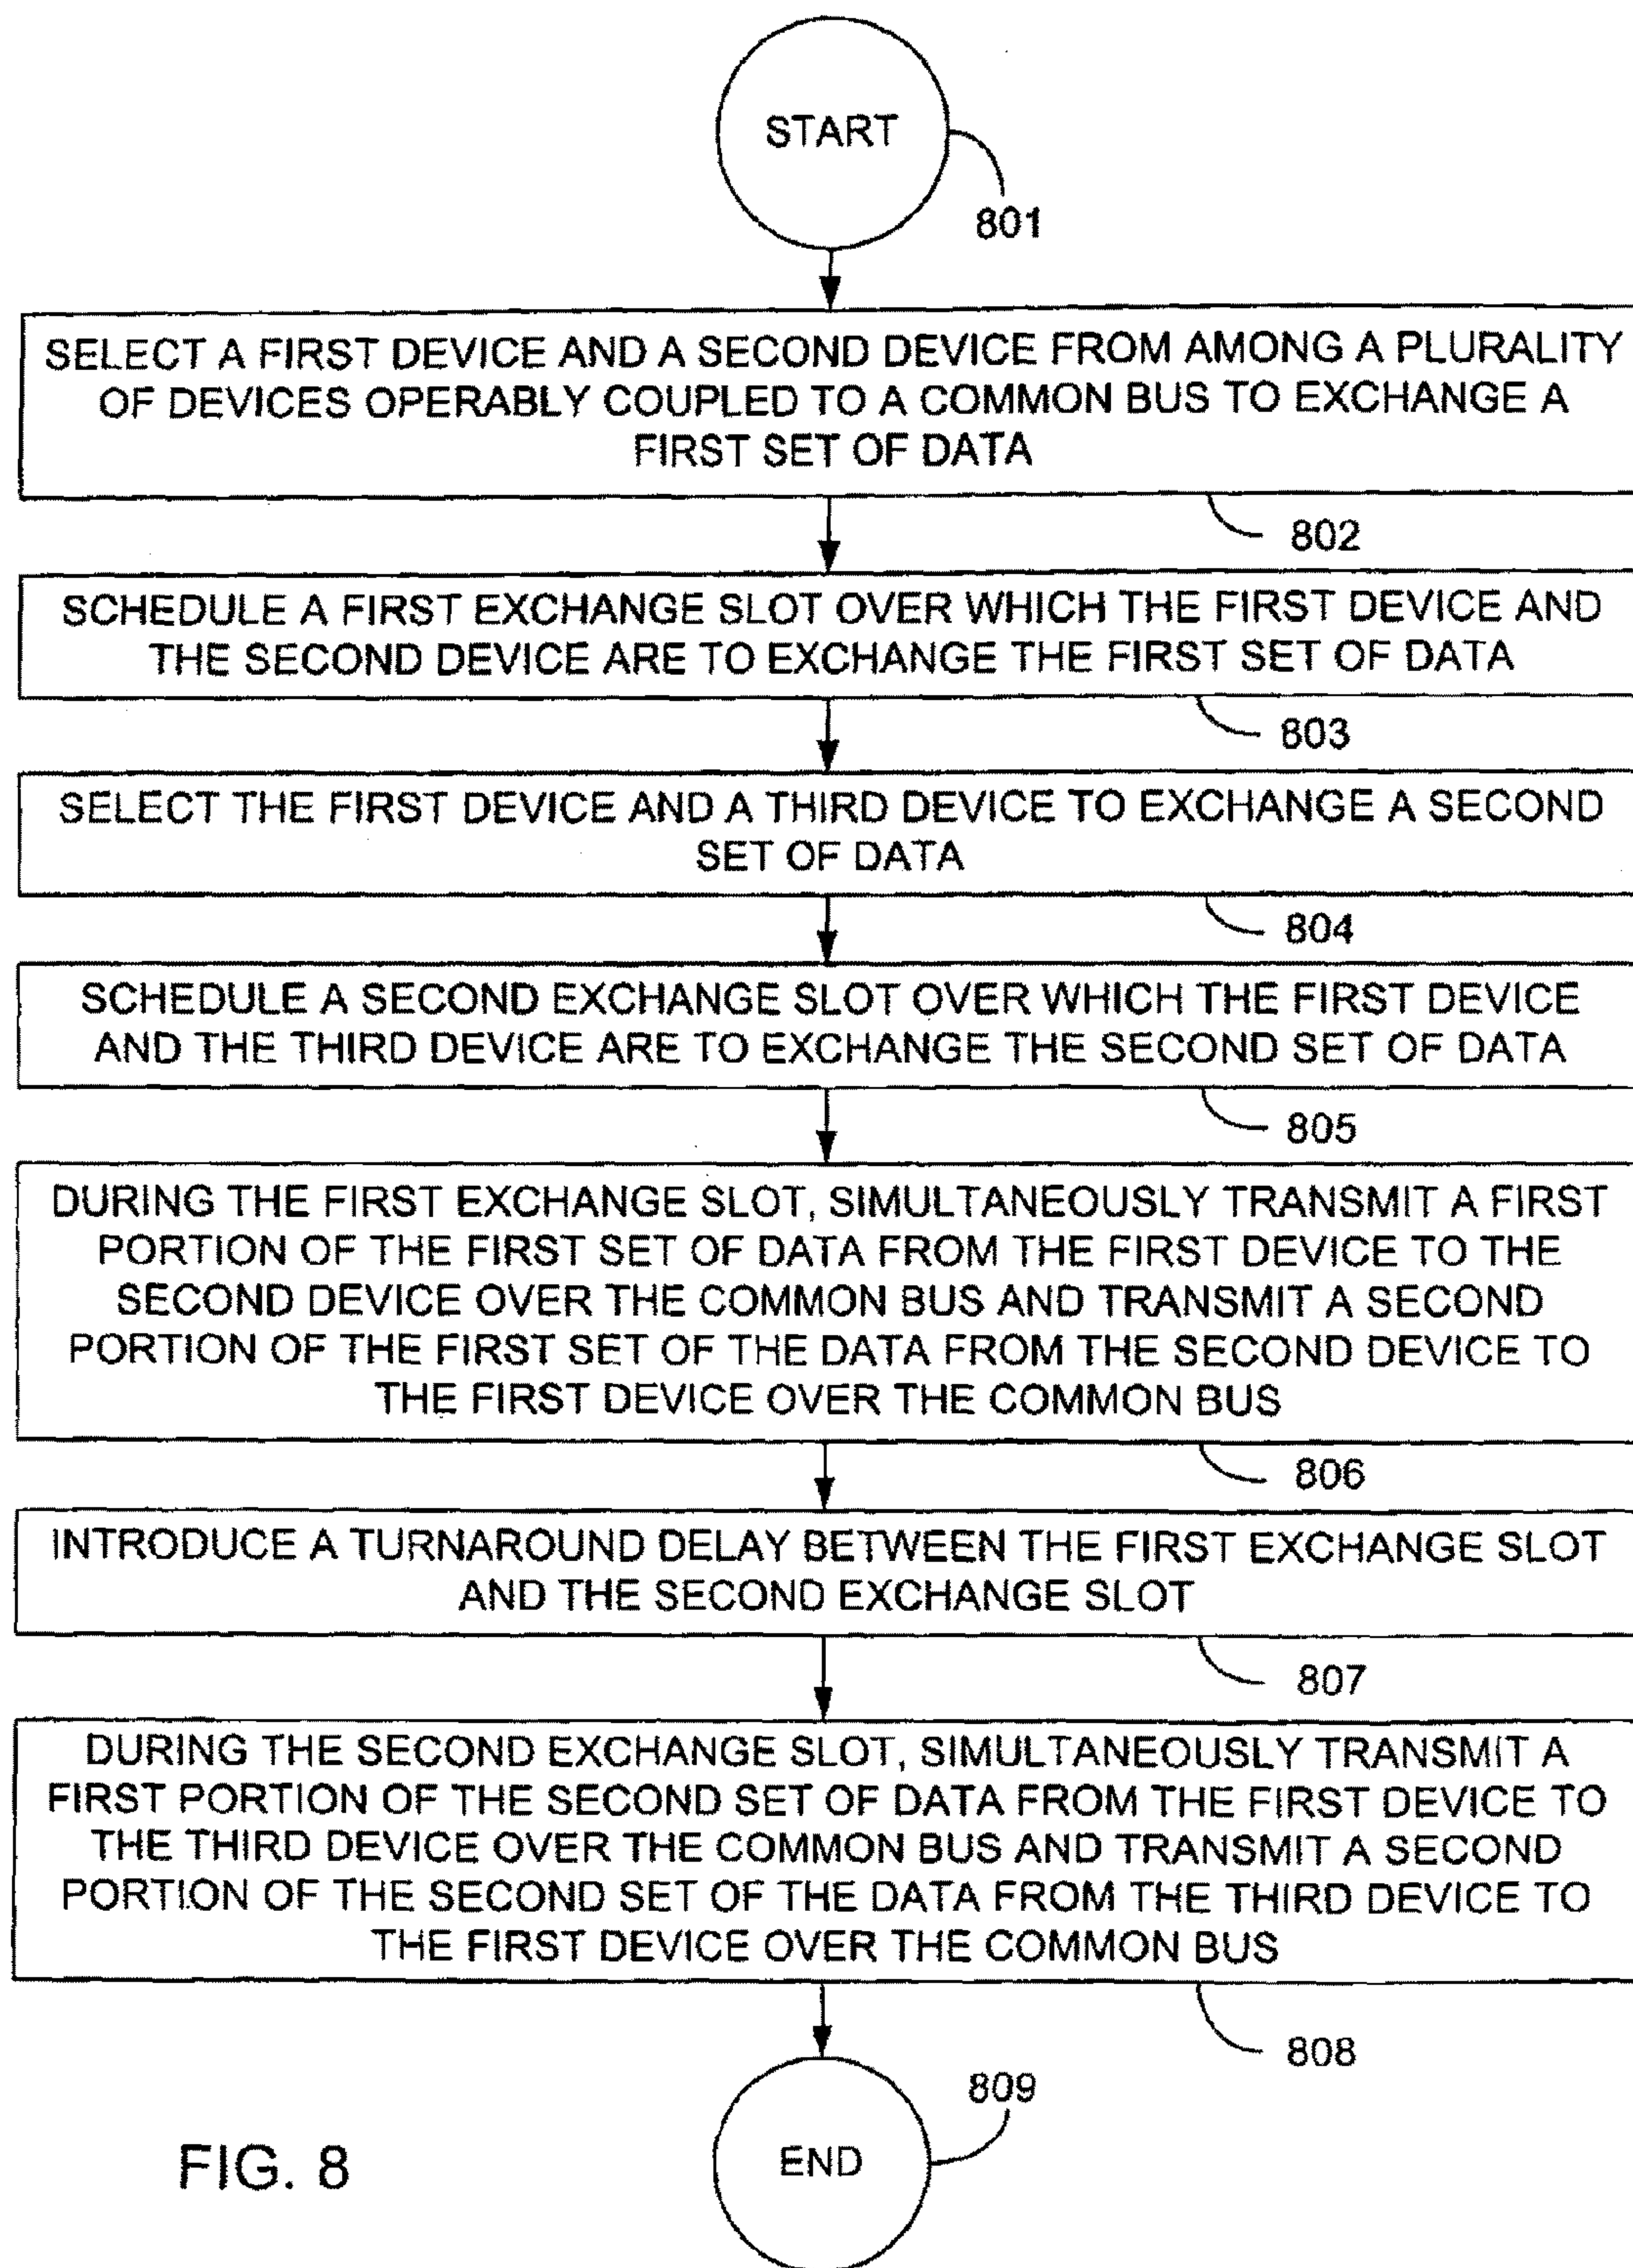 START
801
SELECT A FIRST DEVICE AND A SECOND DEVICE FROM AMONG A PLURALITY
OF DEVICES OPERABLY COUPLED TO A COMMON BUS TO EXCHANGE A
FIRST SET OF DATA
802
SCHEDULE A FIRST EXCHANGE SLOT OVER WHICH THE FIRST DEVICE AND
THE SECOND DEVICE ARE TO EXCHANGE THE FIRST SET OF DATA
803
SELECT THE FIRST DEVICE AND A THIRD DEVICE TO EXCHANGE A SECOND
SET OF DATA
804
SCHEDULE A SECOND EXCHANGE SLOT OVER WHICH THE FIRST DEVICE
AND THE THIRD DEVICE ARE TO EXCHANGE THE SECOND SET OF DATA
805
DURING THE FIRST EXCHANGE SLOT, SIMULTANEOUSLY TRANSMIT A FIRST
PORTION OF THE FIRST SET OF DATA FROM THE FIRST DEVICE TO THE
SECOND DEVICE OVER THE COMMON BUS AND TRANSMIT A SECOND
PORTION OF THE FIRST SET OF THE DATA FROM THE SECOND DEVICE TO
THE FIRST DEVICE OVER THE COMMON BUS
806
INTRODUCE A TURNAROUND DELAY BETWEEN THE FIRST EXCHANGE SLOT
AND THE SECOND EXCHANGE SLOT
807
DURING THE SECOND EXCHANGE SLOT, SIMULTANEOUSLY TRANSMIT A
FIRST PORTION OF THE SECOND SET OF DATA FROM THE FIRST DEVICE TO
THE THIRD DEVICE OVER THE COMMON BUS AND TRANSMIT A SECOND
PORTION OF THE SECOND SET OF THE DATA FROM THE THIRD DEVICE TO
THE FIRST DEVICE OVER THE COMMON BUS
808
809
END
FIG. 8